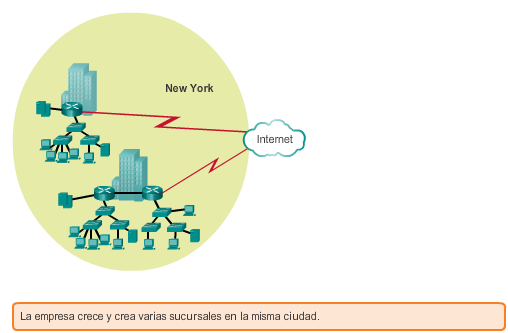 New York
Internet
La empresa crece y crea varias sucursales en la misma ciudad.